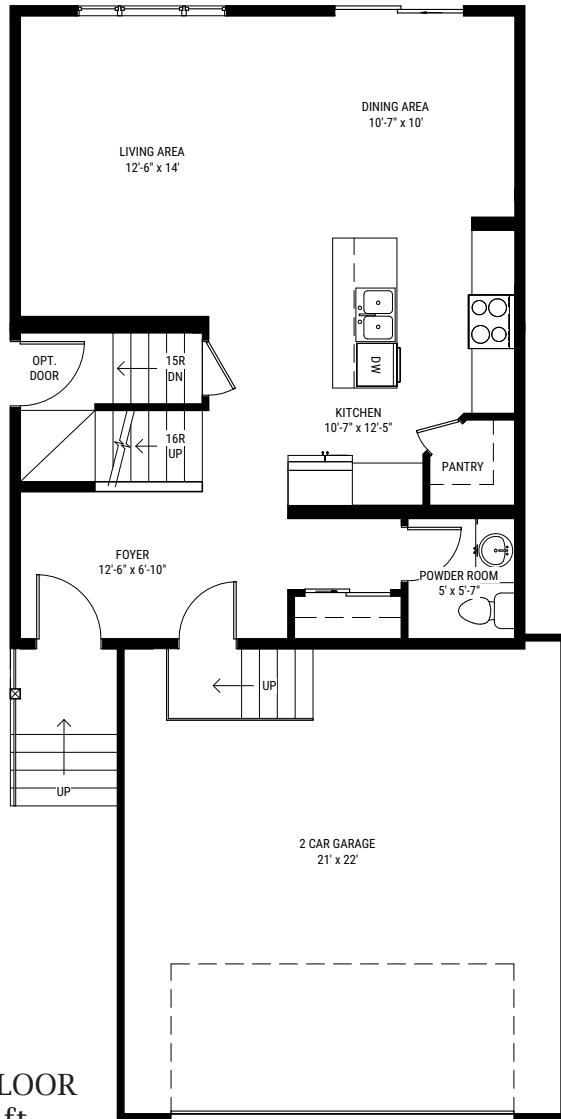 DINING AREA
10'-7" x 10'
LIVING AREA
12'-6" x 14'
OPT.
DOOR
15R
DN
DW
16R
UP
KITCHEN
10'-7" x 12'-5"
PANTRY
FOYER
12'-6" x 6'-10"
POWDER ROOM
5' x 5'-7"
UP
UP
2 CAR GARAGE
21' x 22'
LOOR
ft